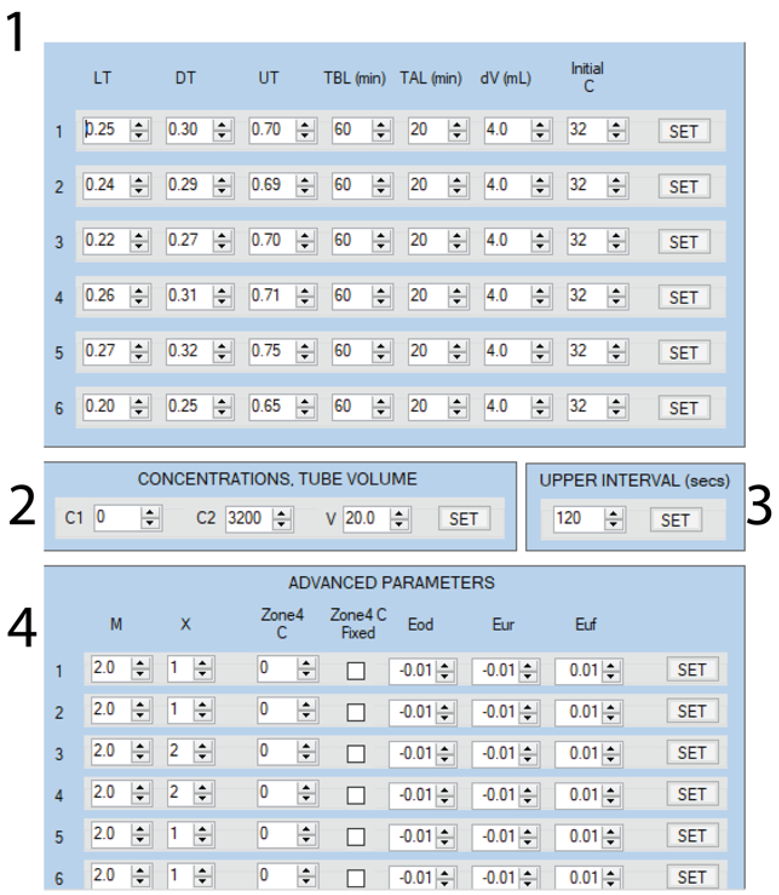 1
LT DT UT TBL (min) TAL (min) dV (mL) Initial C
1 0.25 0.30 0.70 60 20 4.0 32 SET
2 0.24 0.29 0.69 60 20 4.0 32 SET
3 0.22 0.27 0.70 60 20 4.0 32 SET
4 0.26 0.31 0.71 60 20 4.0 32 SET
5 0.27 0.32 0.75 60 20 4.0 32 SET
6 0.20 0.25 0.65 60 20 4.0 32 SET
2
CONCENTRATIONS, TUBE VOLUME
C1 0 C2 3200 V 20.0 SET
UPPER INTERVAL (secs)
120 SET
3
4
ADVANCED PARAMETERS
M X Zone4 C Zone4 C Fixed Eod Eur Euf
1 2.0 1 0 -0.01 -0.01 0.01 SET
2 2.0 1 0 -0.01 -0.01 0.01 SET
3 2.0 2 0 -0.01 -0.01 0.01 SET
4 2.0 2 0 -0.01 -0.01 0.01 SET
5 2.0 1 0 -0.01 -0.01 0.01 SET
6 2.0 1 0 -0.01 -0.01 0.01 SET